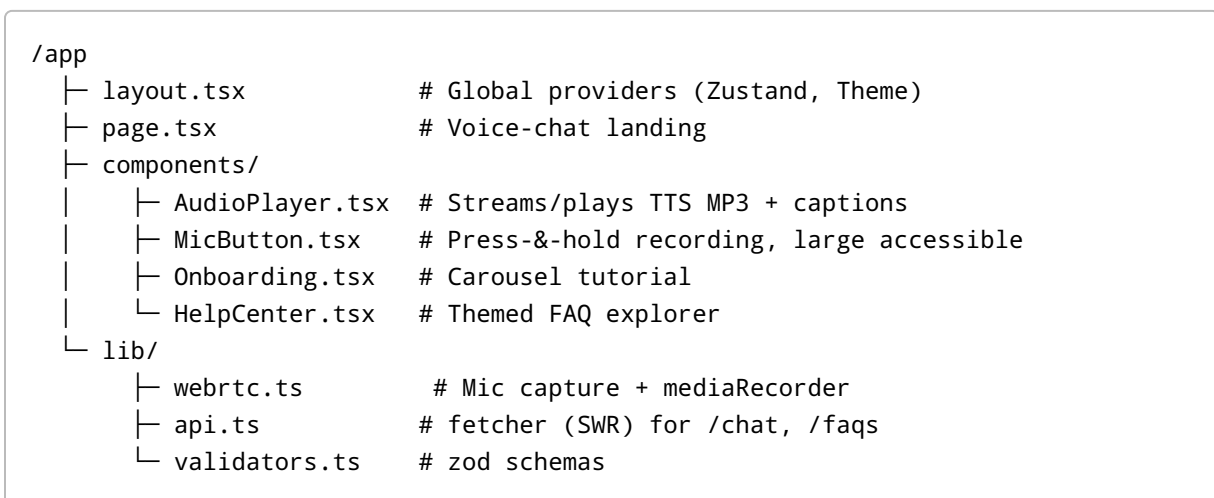 /app
├─ layout.tsx # Global providers (Zustand, Theme)
├─ page.tsx # Voice-chat landing
├─ components/
│ ├─ AudioPlayer.tsx # Streams/plays TTS MP3 + captions
│ ├─ MicButton.tsx # Press-&-hold recording, large accessible
│ ├─ Onboarding.tsx # Carousel tutorial
│ └─ HelpCenter.tsx # Themed FAQ explorer
└─ lib/
├─ webrtc.ts # Mic capture + mediaRecorder
├─ api.ts # fetcher (SWR) for /chat, /faqs
└─ validators.ts # zod schemas